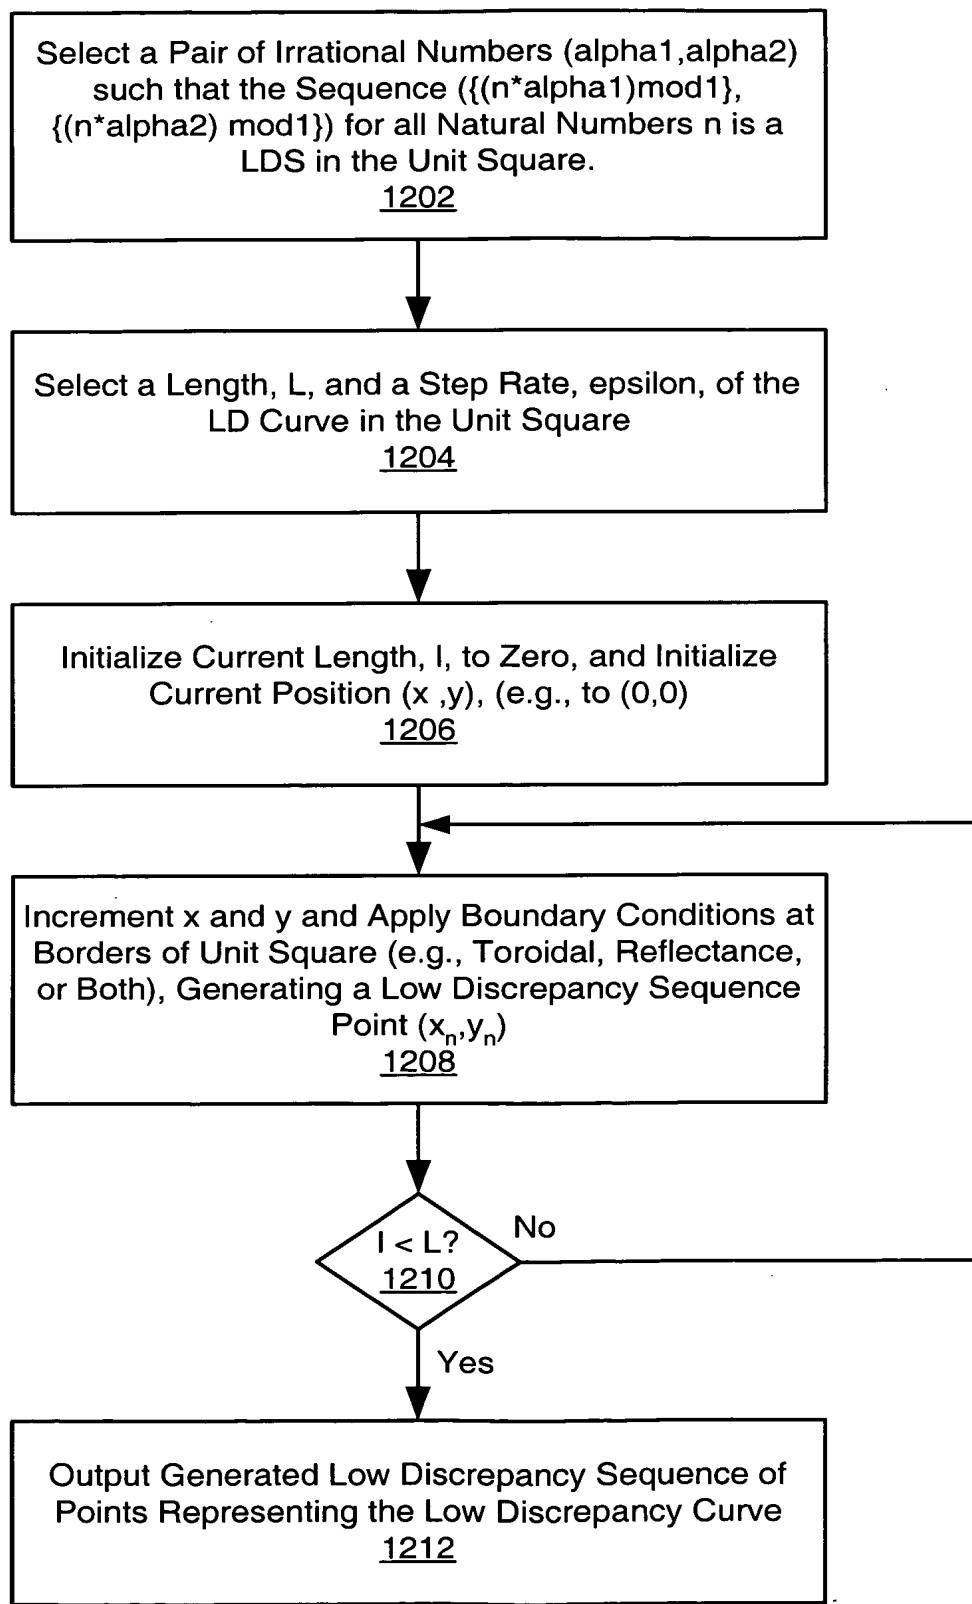 Select a Pair of Irrational Numbers (alpha1,alpha2)
such that the Sequence ({(n*alpha1)mod1},
{(n*alpha2) mod1}) for all Natural Numbers n is a
LDS in the Unit Square.
1202
Select a Length, L, and a Step Rate, epsilon, of the
LD Curve in the Unit Square
1204
Initialize Current Length, l, to Zero, and Initialize
Current Position (x ,y), (e.g., to (0,0)
1206
Increment x and y and Apply Boundary Conditions at
Borders of Unit Square (e.g., Toroidal, Reflectance,
or Both), Generating a Low Discrepancy Sequence
Point (xn,yn)
1208
l < L?
1210
No
Yes
Output Generated Low Discrepancy Sequence of
Points Representing the Low Discrepancy Curve
1212